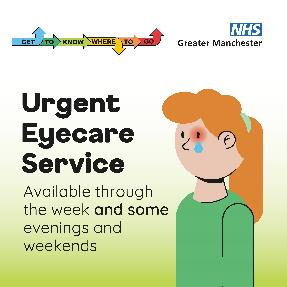 GET TO KNOW WHERE TO GO
NHS
Greater Manchester
Urgent
Eyecare
Service
Available through
the week and some
evenings and
weekends